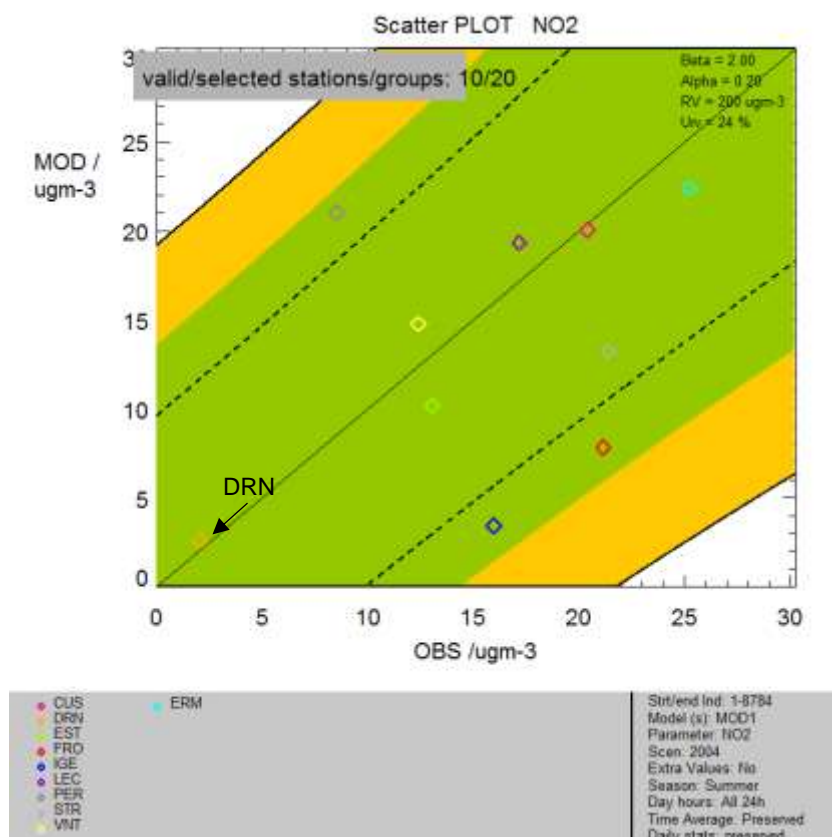 Scatter PLOT NO2
valid/selected stations/groups: 10/20
Beta = 2.00
Alpha = 0.20
RV = 200 ugm-3
Urv = 24 %
MOD /
ugm-3
30
25
20
15
10
5
0
DRN
0 5 10 15 20 25 30
OBS /ugm-3
CUS
DRN
EST
FRO
IGE
LEC
PER
STR
VNT
ERM
Strt/end Ind: 1-8784
Model (s): MOD1
Parameter: NO2
Scen: 2004
Extra Values: No
Season: Summer
Day hours: All 24h
Time Average: Preserved
Daily stats: preserved